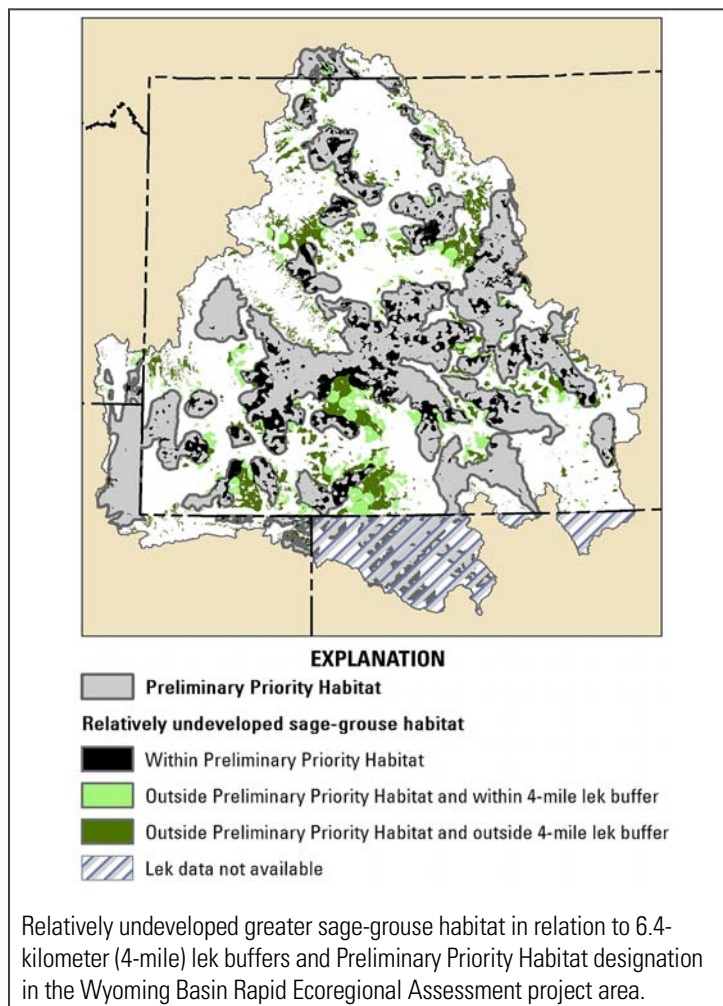 EXPLANATION
Preliminary Priority Habitat
Relatively undeveloped sage-grouse habitat
Within Preliminary Priority Habitat
Outside Preliminary Priority Habitat and within 4-mile lek buffer
Outside Preliminary Priority Habitat and outside 4-mile lek buffer
Lek data not available
Relatively undeveloped greater sage-grouse habitat in relation to 6.4-
kilometer (4-mile) lek buffers and Preliminary Priority Habitat designation
in the Wyoming Basin Rapid Ecoregional Assessment project area.